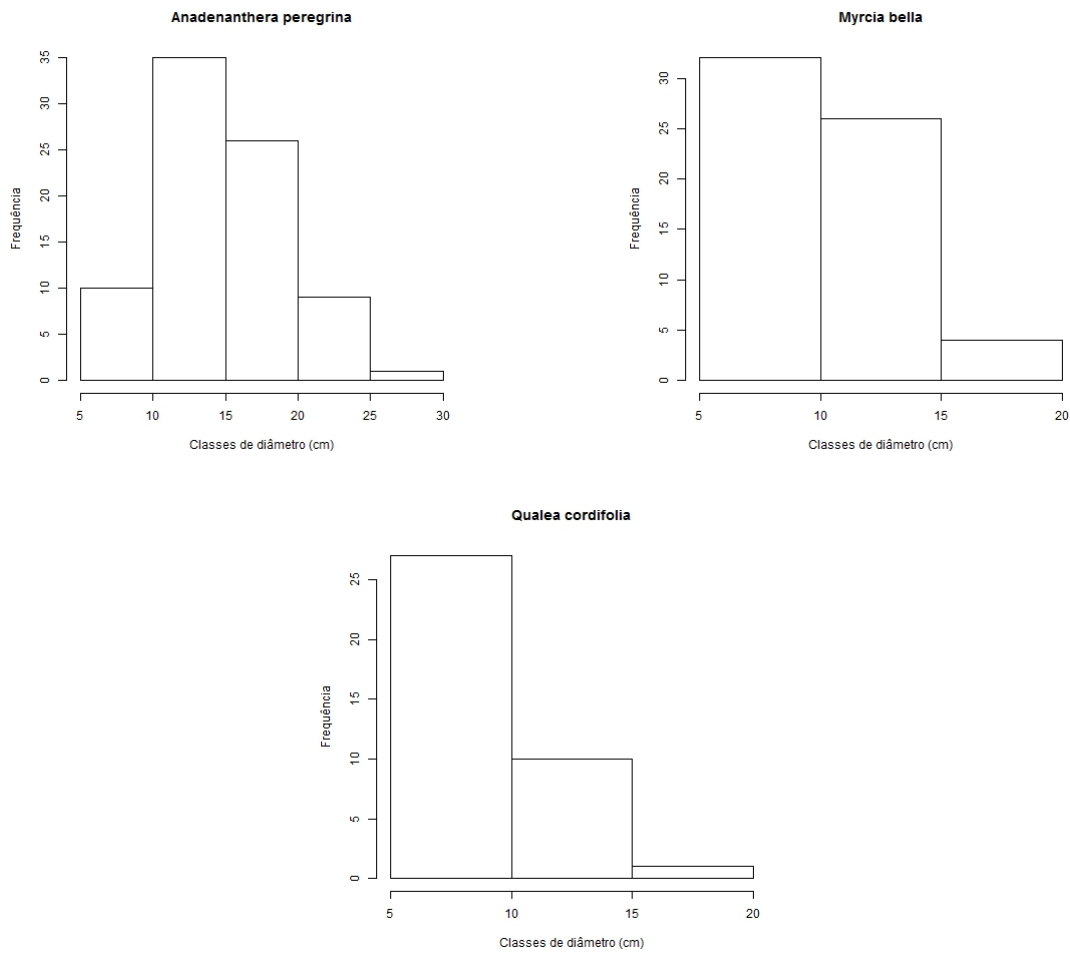 Anadenanthera peregrina
Frequência
35
30
25
20
15
10
5
0
5 10 15 20 25 30
Classes de diâmetro (cm)
Myrcia bella
Frequência
30
25
20
15
10
5
0
5 10 15 20
Classes de diâmetro (cm)
Qualea cordifolia
Frequência
25
20
15
10
5
0
5 10 15 20
Classes de diâmetro (cm)